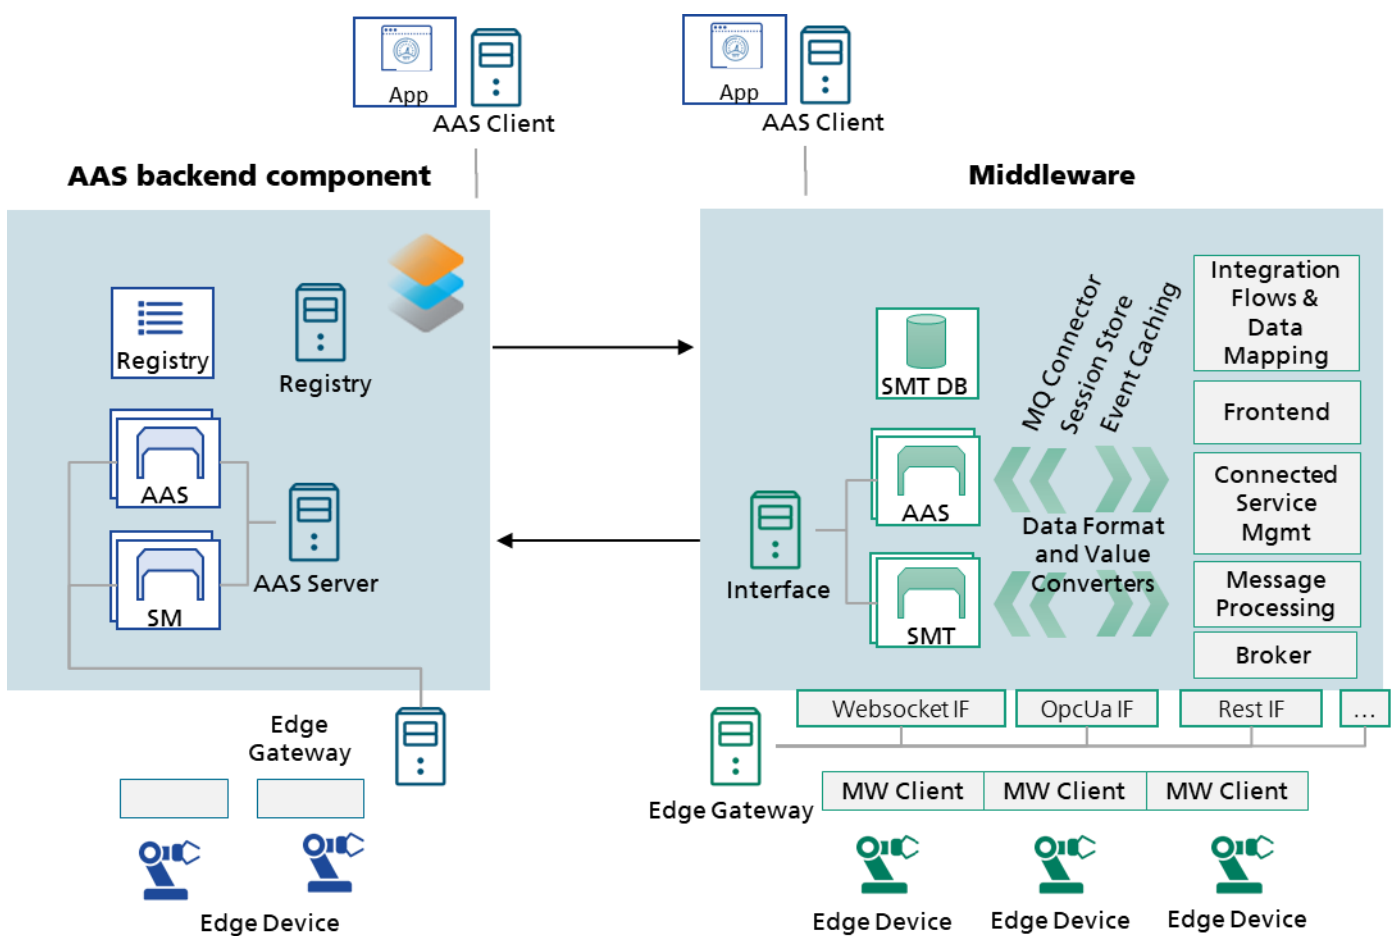 App
AAS Client
App
AAS Client
AAS backend component
Middleware
Registry
Registry
AAS
SM
AAS Server
SMT DB
AAS
SMT
Interface
MQ Connector
Session Store
Event Caching
Data Format
and Value
Converters
Integration
Flows &
Data
Mapping
Frontend
Connected
Service
Mgmt
Message
Processing
Broker
Edge
Gateway
Edge Device
Websocket IF
OpcUa IF
Rest IF
...
Edge Gateway
MW Client
MW Client
MW Client
Edge Device
Edge Device
Edge Device